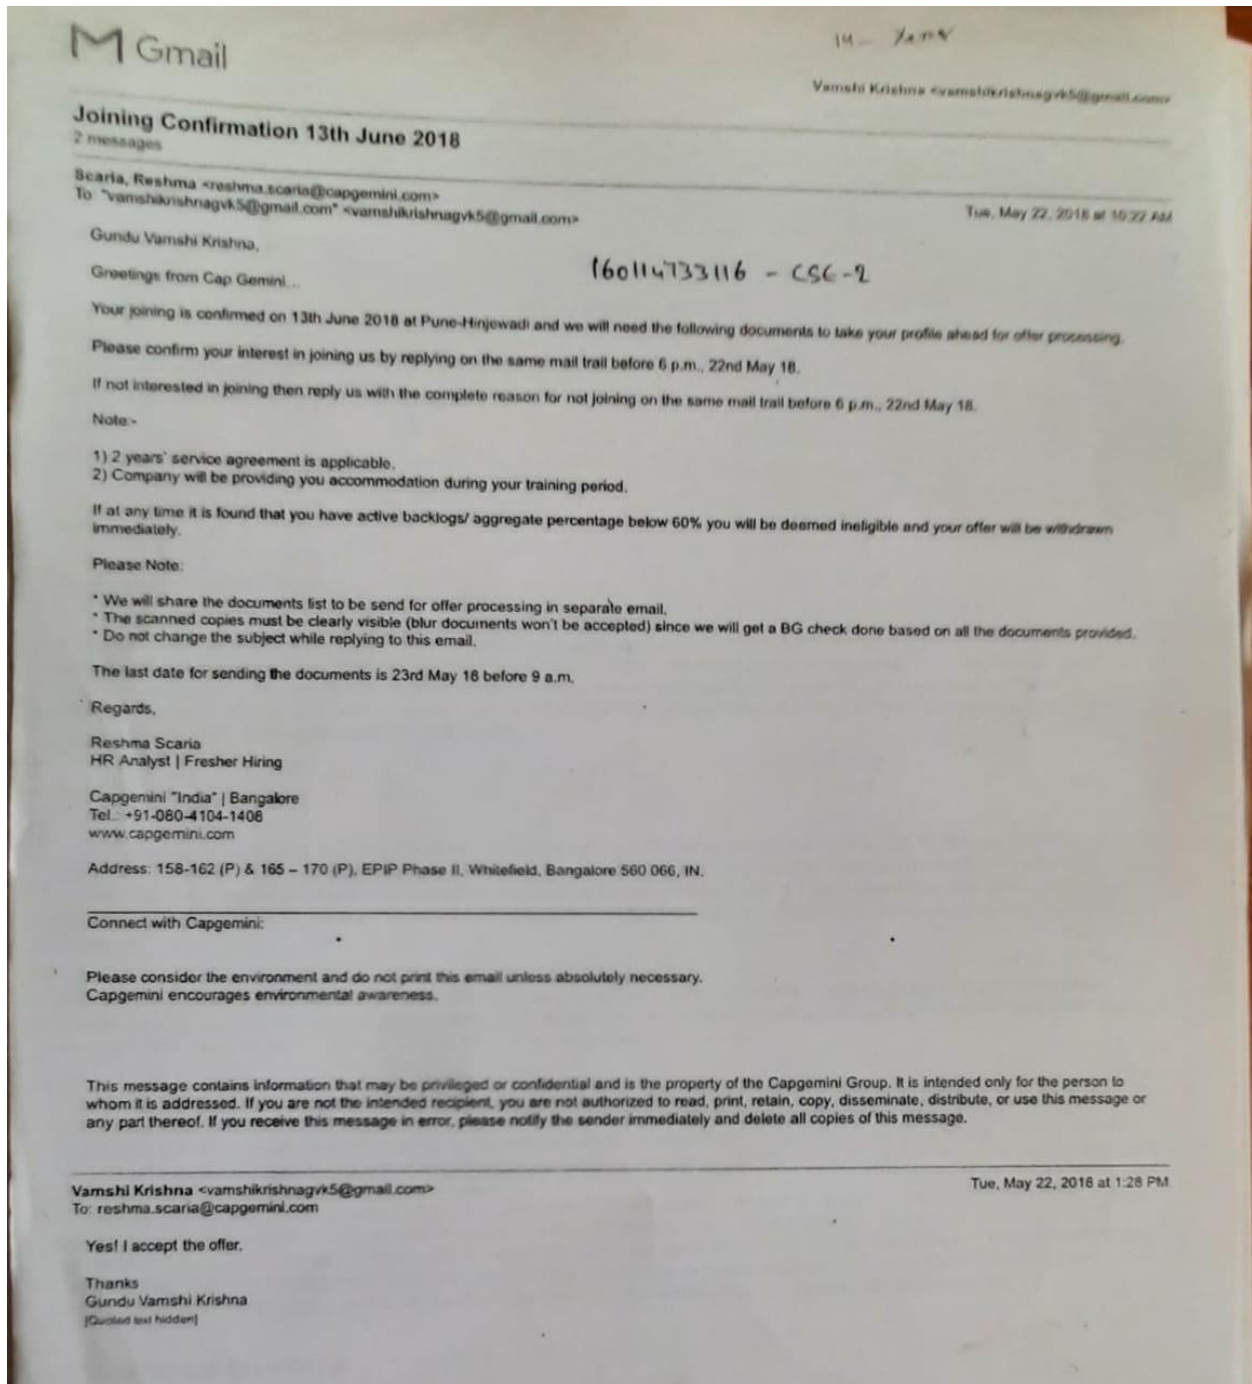 M Gmail
14 -
Vamshi Krishna <vamshikrishnagvk5@gmail.com>
Joining Confirmation 13th June 2018
2 messages
Scaria, Reshma <reshma.scaria@capgemini.com>
To: "vamshikrishnagvk5@gmail.com" <vamshikrishnagvk5@gmail.com>
Tue, May 22, 2018 at 10:22 AM
Gundu Vamshi Krishna,
160114733116 - CSE-2
Greetings from Cap Gemini...
Your joining is confirmed on 13th June 2018 at Pune-Hinjewadi and we will need the following documents to take your profile ahead for offer processing.
Please confirm your interest in joining us by replying on the same mail trail before 6 p.m., 22nd May 18.
If not interested in joining then reply us with the complete reason for not joining on the same mail trail before 6 p.m., 22nd May 18.
Note:-
1) 2 years' service agreement is applicable.
2) Company will be providing you accommodation during your training period.
If at any time it is found that you have active backlogs/ aggregate percentage below 60% you will be deemed ineligible and your offer will be withdrawn
immediately.
Please Note:
* We will share the documents list to be send for offer processing in separate email.
* The scanned copies must be clearly visible (blur documents won't be accepted) since we will get a BG check done based on all the documents provided.
* Do not change the subject while replying to this email.
The last date for sending the documents is 23rd May 18 before 9 a.m.
Regards,
Reshma Scaria
HR Analyst | Fresher Hiring
Capgemini "India" | Bangalore
Tel.: +91-080-4104-1408
www.capgemini.com
Address: 158-162 (P) & 165 – 170 (P), EPIP Phase II, Whitefield, Bangalore 560 066, IN.
Connect with Capgemini:
Please consider the environment and do not print this email unless absolutely necessary.
Capgemini encourages environmental awareness.
This message contains information that may be privileged or confidential and is the property of the Capgemini Group. It is intended only for the person to
whom it is addressed. If you are not the intended recipient, you are not authorized to read, print, retain, copy, disseminate, distribute, or use this message or
any part thereof. If you receive this message in error, please notify the sender immediately and delete all copies of this message.
Vamshi Krishna <vamshikrishnagvk5@gmail.com>
To: reshma.scaria@capgemini.com
Tue, May 22, 2018 at 1:28 PM
Yes! I accept the offer.
Thanks
Gundu Vamshi Krishna
[Quoted text hidden]